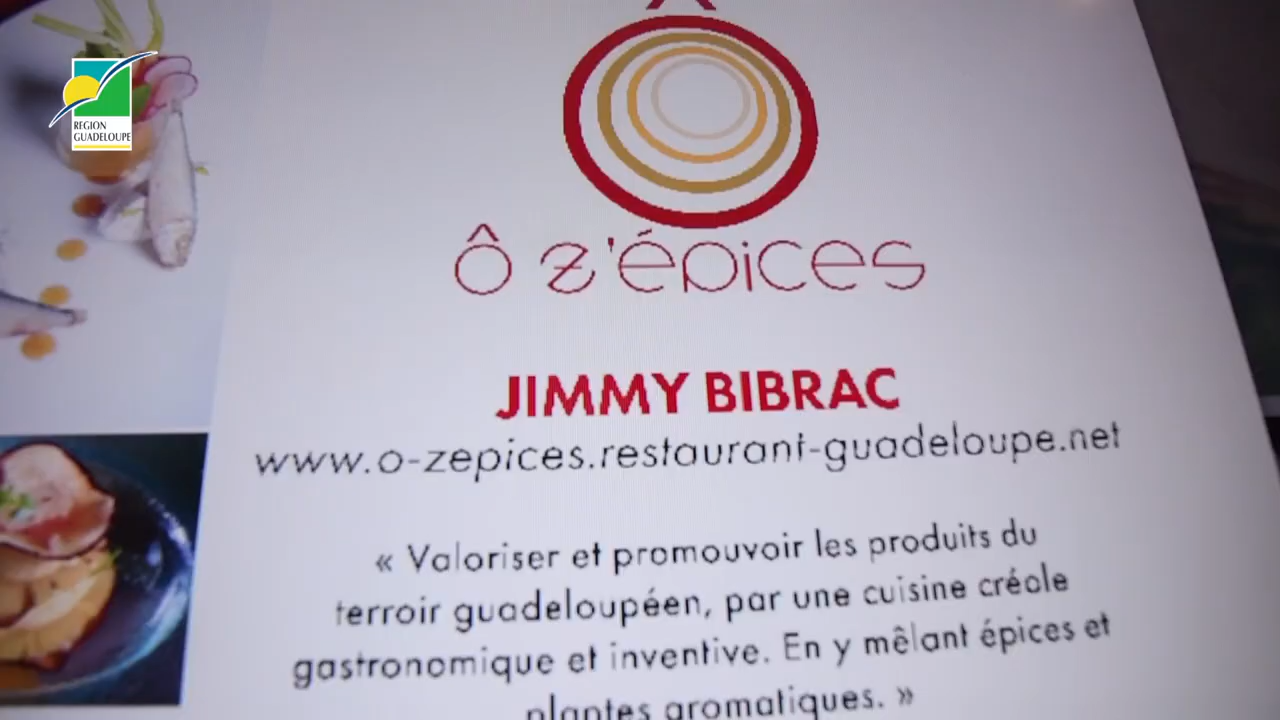 REGION
GUADELOUPE
Ô z'épices
JIMMY BIBRAC
www.o-zepices.restaurant-guadeloupe.net
« Valoriser et promouvoir les produits du
terroir guadeloupéen, par une cuisine créole
gastronomique et inventive. En y mêlant épices et
plantes aromatiques. »